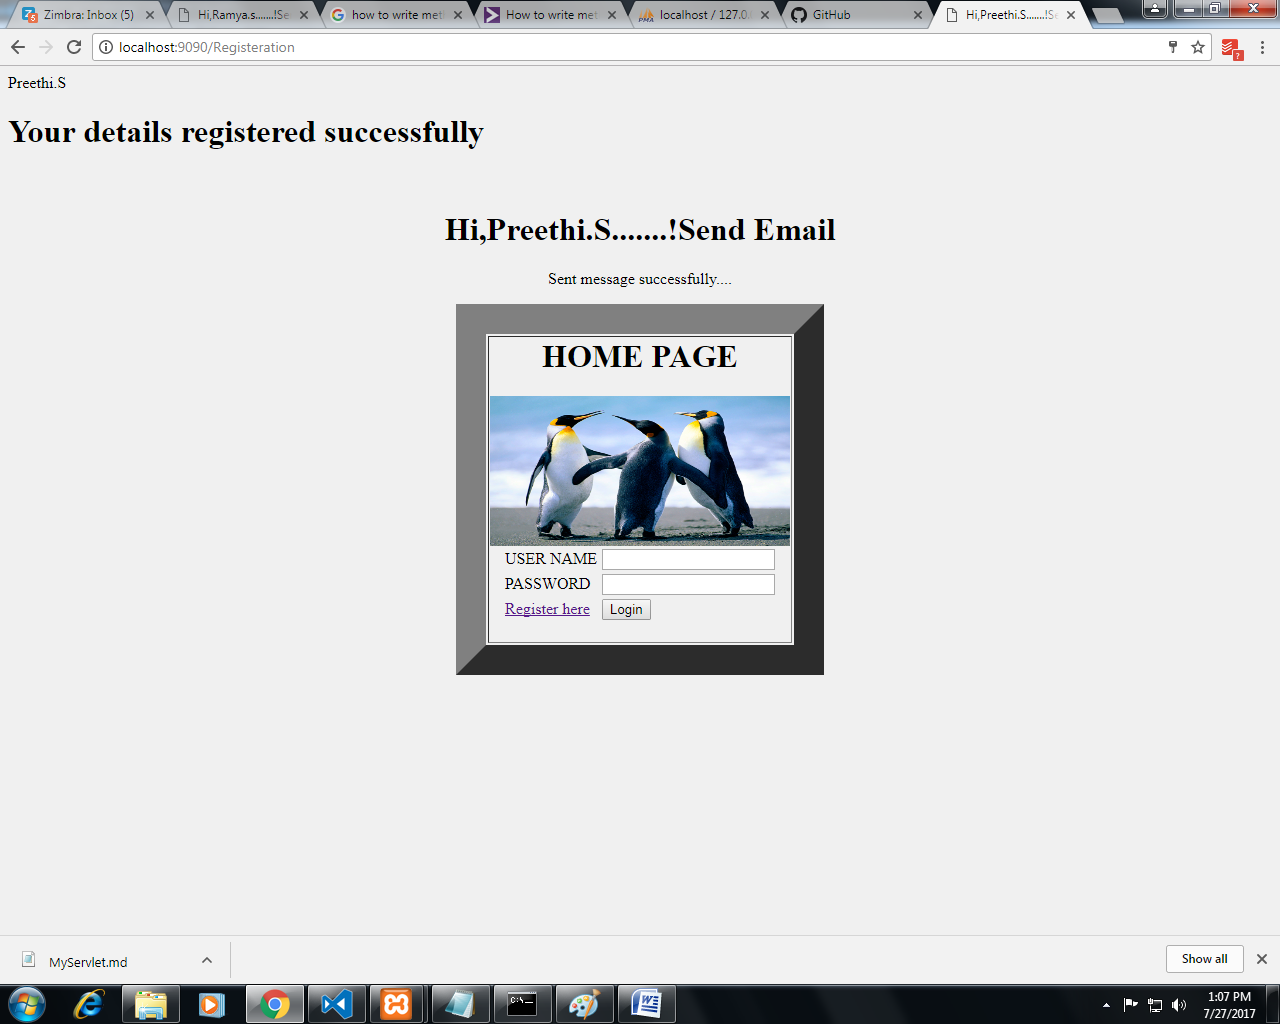 Zimbra: Inbox (5)
Hi,Ramya.s.......!Se
how to write met
How to write met
localhost / 127.0.
GitHub
Hi,Preethi.S.......!Se
localhost:9090/Registeration
Preethi.S
Your details registered successfully
Hi,Preethi.S.......!Send Email
Sent message successfully....
HOME PAGE
USER NAME
PASSWORD
Register here
Login
MyServlet.md
Show all
1:07 PM
7/27/2017